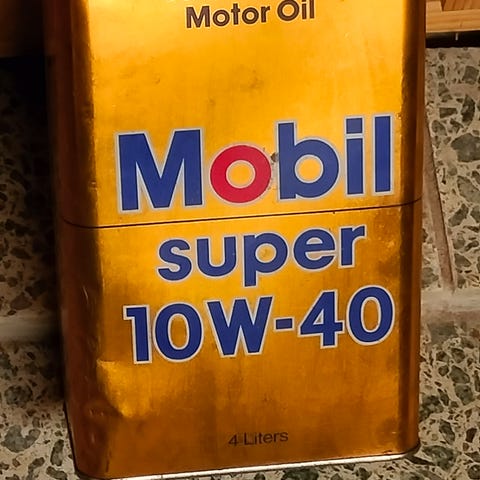 Motor Oil
Mobil
super
10W-40
4 Liters